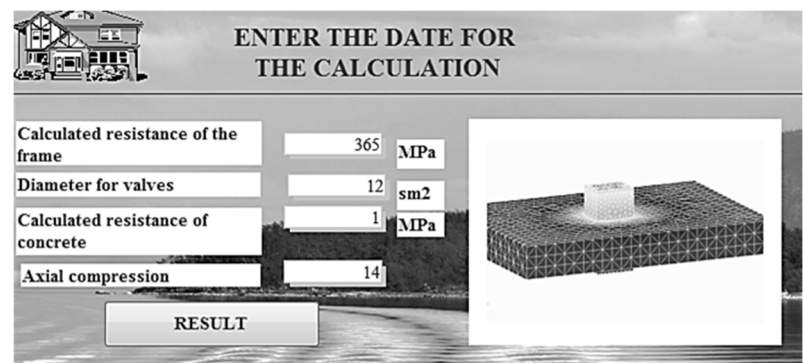 ENTER THE DATE FOR
THE CALCULATION
Calculated resistance of the
frame
365
MPa
Diameter for valves
12
sm2
Calculated resistance of
concrete
1
MPa
Axial compression
14
RESULT